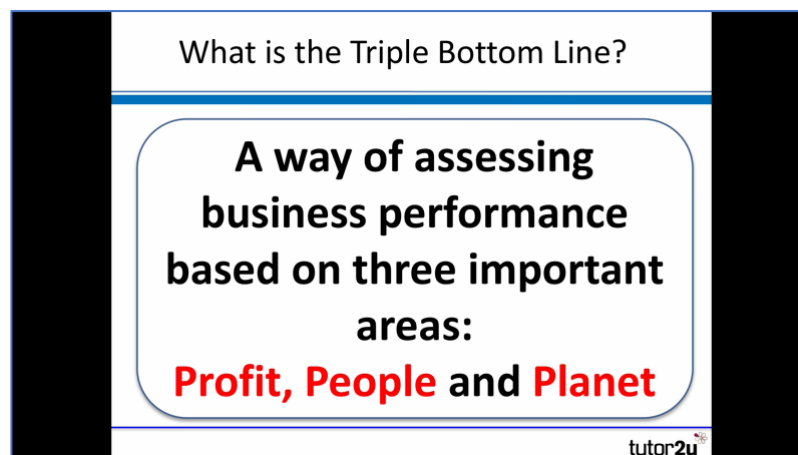 What is the Triple Bottom Line?
A way of assessing
business performance
based on three important
areas:
Profit, People and Planet
tutor2u